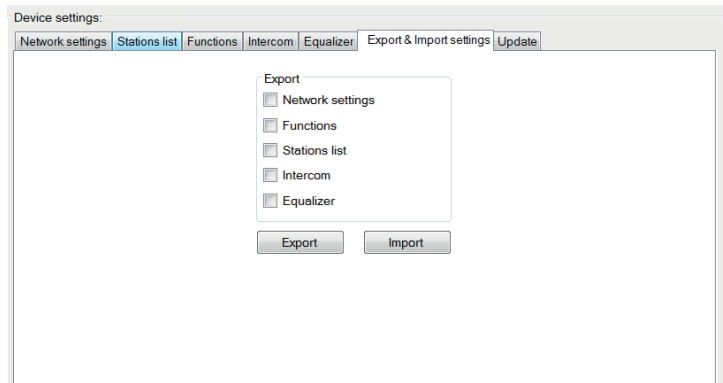 Device settings:
Network settings Stations list Functions Intercom Equalizer Export & Import settings Update
Export
Network settings
Functions
Stations list
Intercom
Equalizer
Export Import